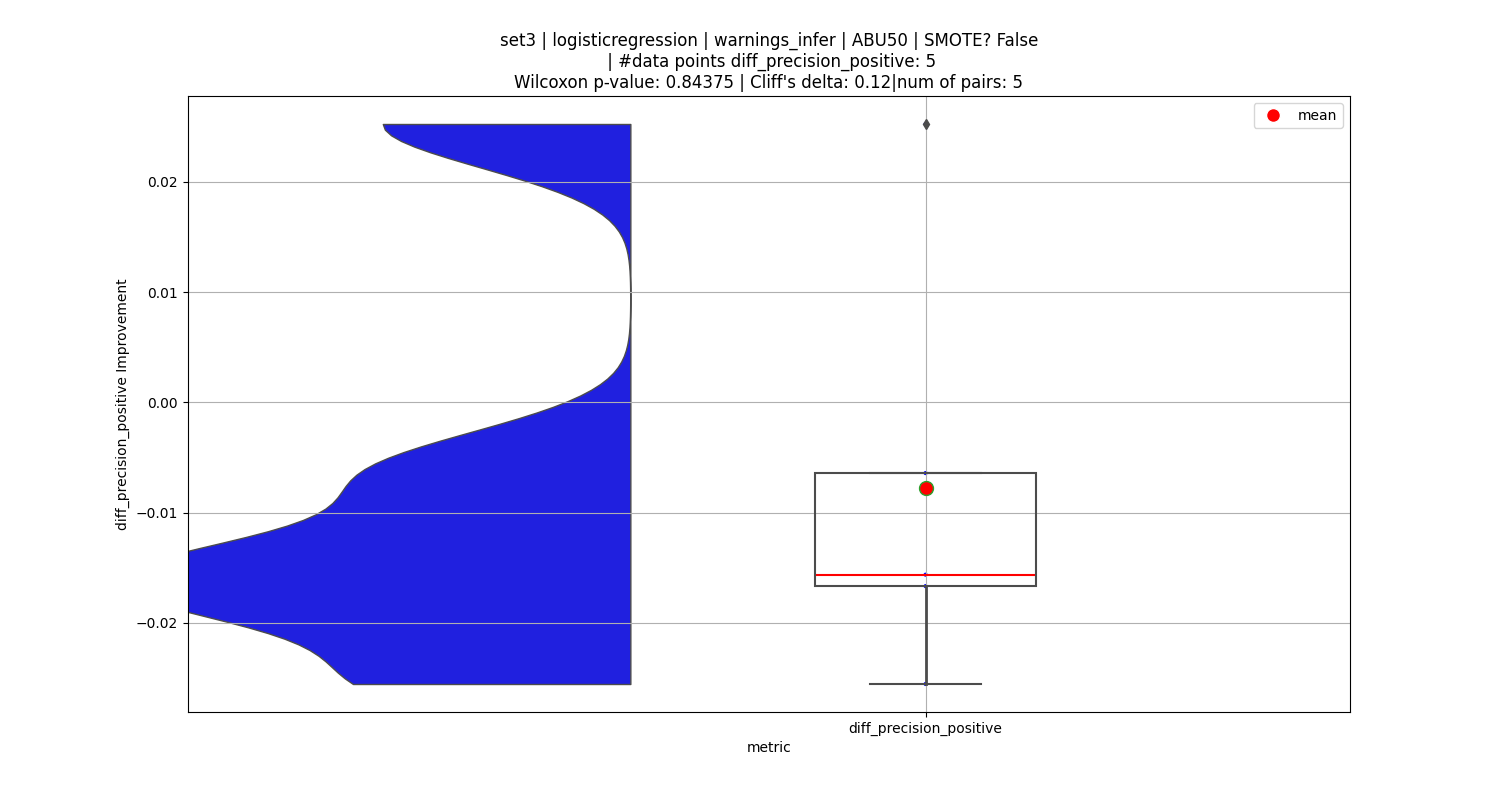 set3 | logisticregression | warnings_infer | ABU50 | SMOTE? False
| #data points diff_precision_positive: 5
Wilcoxon p-value: 0.84375 | Cliff's delta: 0.12|num of pairs: 5
mean
0.02
0.01
0.00
−0.01
−0.02
diff_precision_positive Improvement
diff_precision_positive
metric